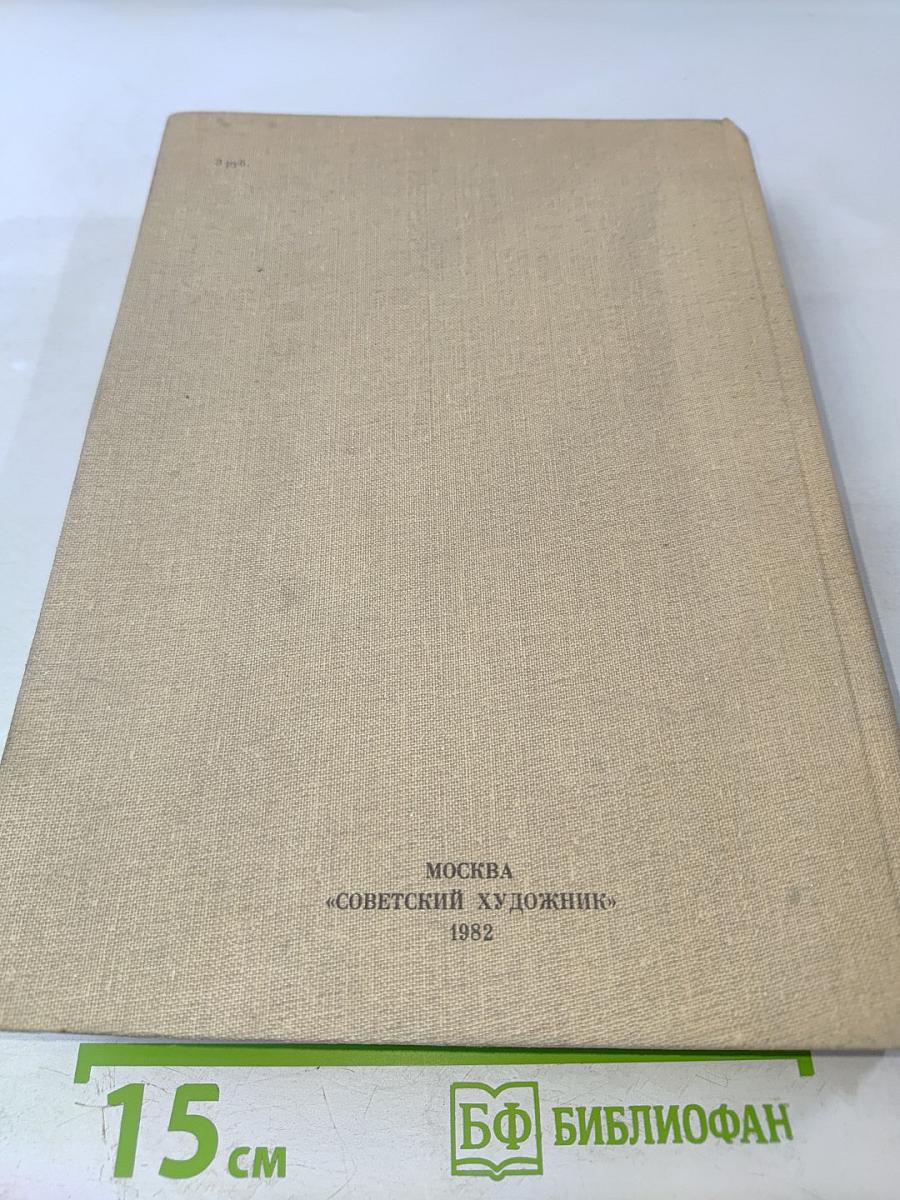 3 руб.
МОСКВА
«СОВЕТСКИЙ ХУДОЖНИК»
1982
15 см
БФ БИБЛИОФАН